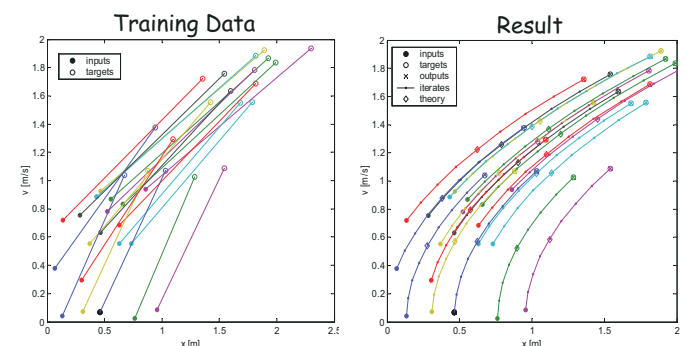 Training Data
inputs
targets
v [m/s]
2
1.8
1.6
1.4
1.2
1
0.8
0.6
0.4
0.2
0
0 0.5 1 1.5 2 2.5
x [m]
Result
inputs
targets
outputs
iterates
theory
v [m/s]
2
1.8
1.6
1.4
1.2
1
0.8
0.6
0.4
0.2
0
0 0.5 1 1.5 2
x [m]